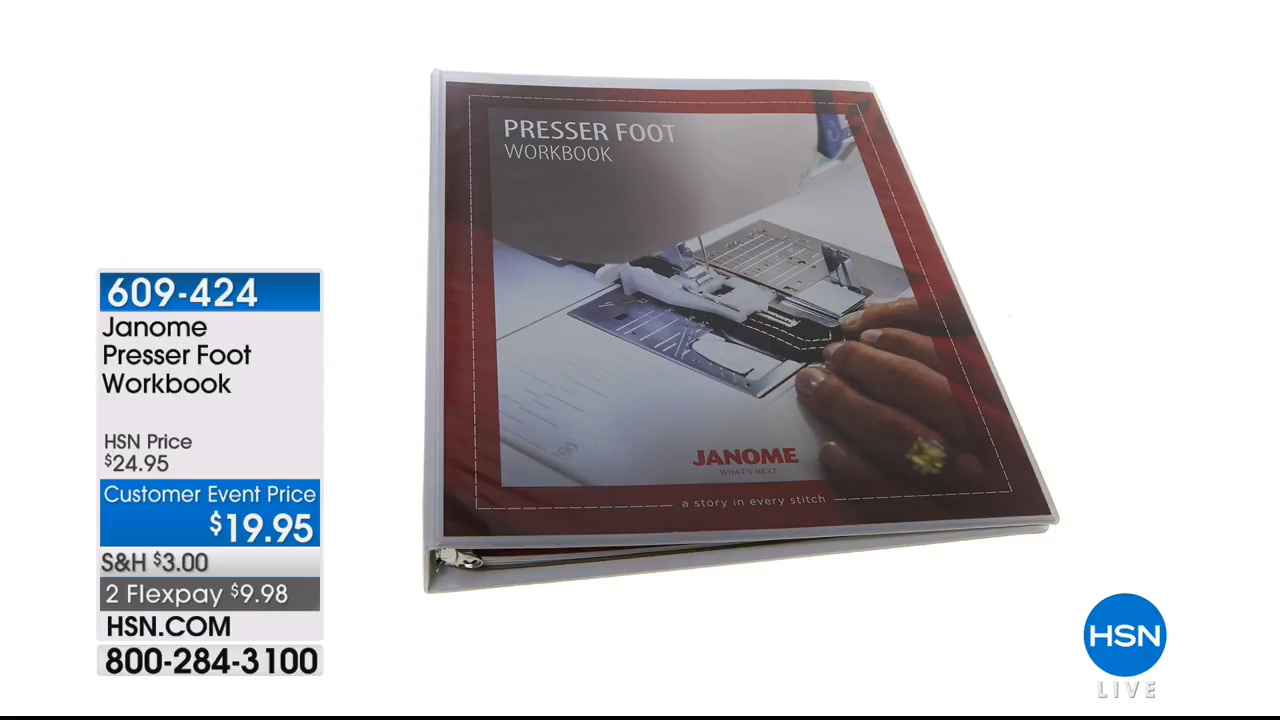 609-424
Janome
Presser Foot
Workbook
HSN Price
$24.95
Customer Event Price
$19.95
S&H $3.00
2 Flexpay $9.98
HSN.COM
800-284-3100
PRESSER FOOT
WORKBOOK
JANOME
WHAT'S NEXT
a story in every stitch
HSN
LIVE